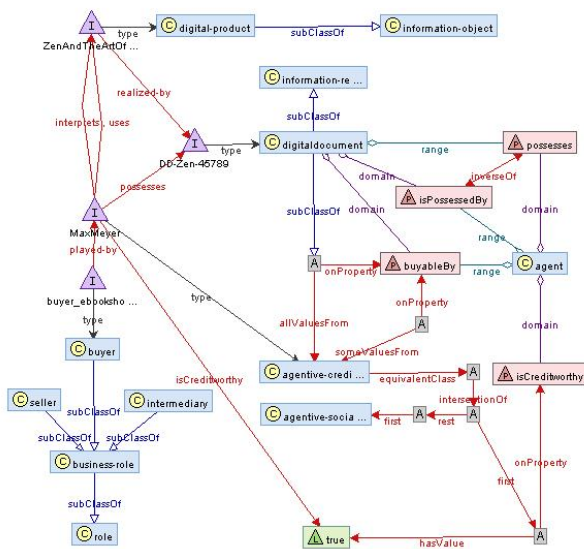 I
type
C digital-product
subClassOf
C information-object
ZenAndTheArtOf ...
C information-re ...
realized-by
subClassOf
interprets, uses
I
type
C digitaldocument
range
P possesses
DD-Zen-45789
possesses
domain
inverseOf
P isPossessedBy
subClassOf
domain
domain
I
MaxMeyer
range
played-by
A
onProperty
P buyableBy
range
C agent
I
type
onProperty
buyer_ebooksho ...
domain
type
allValuesFrom
A
someValuesFrom
C buyer
C agentive-credi ...
equivalentClass
A
P isCreditworthy
isCreditworthy
intersectionOf
C seller
subClassOf
C intermediary
C agentive-socia ...
first
A
rest
A
subClassOf
subClassOf
onProperty
C business-role
first
subClassOf
C role
L true
hasValue
A